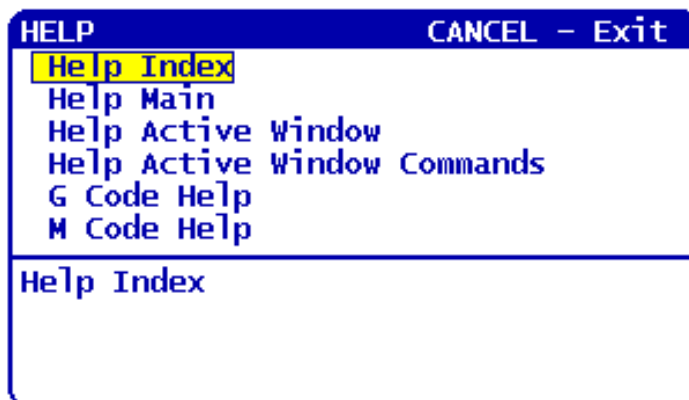 HELP CANCEL - Exit
Help Index
Help Main
Help Active Window
Help Active Window Commands
G Code Help
M Code Help
Help Index